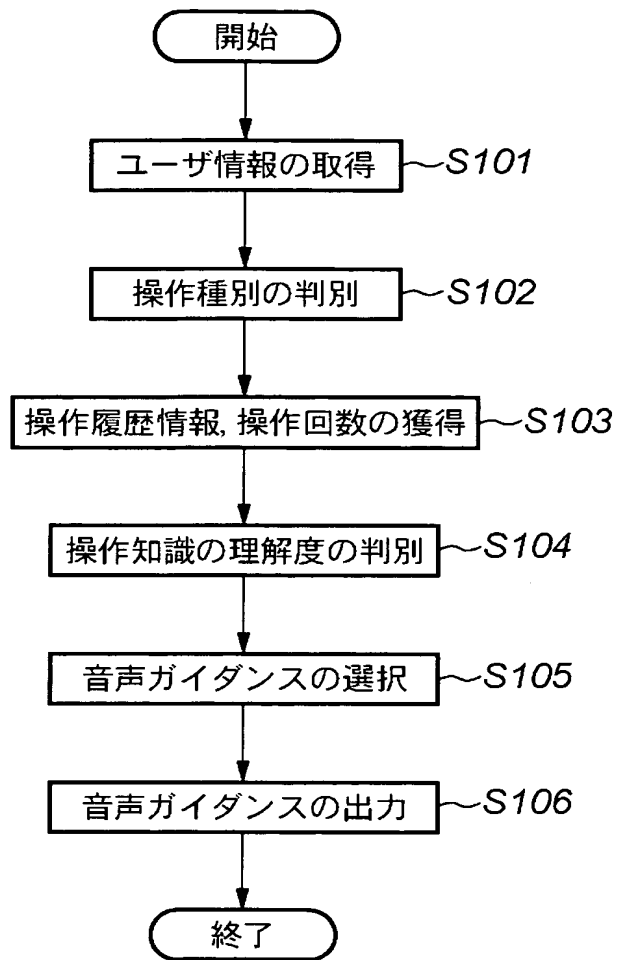 開始
ユーザ情報の取得 S101
操作種別の判別 S102
操作履歴情報, 操作回数の獲得 S103
操作知識の理解度の判別 S104
音声ガイダンスの選択 S105
音声ガイダンスの出力 S106
終了